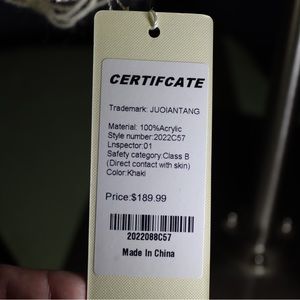 CERTIFCATE
Trademark: JUOIANTANG
Material: 100%Acrylic
Style number:2022C57
Lnspector:01
Safety category:Class B
(Direct contact with skin)
Color:Khaki
Price:$189.99
2022088C57
Made In China